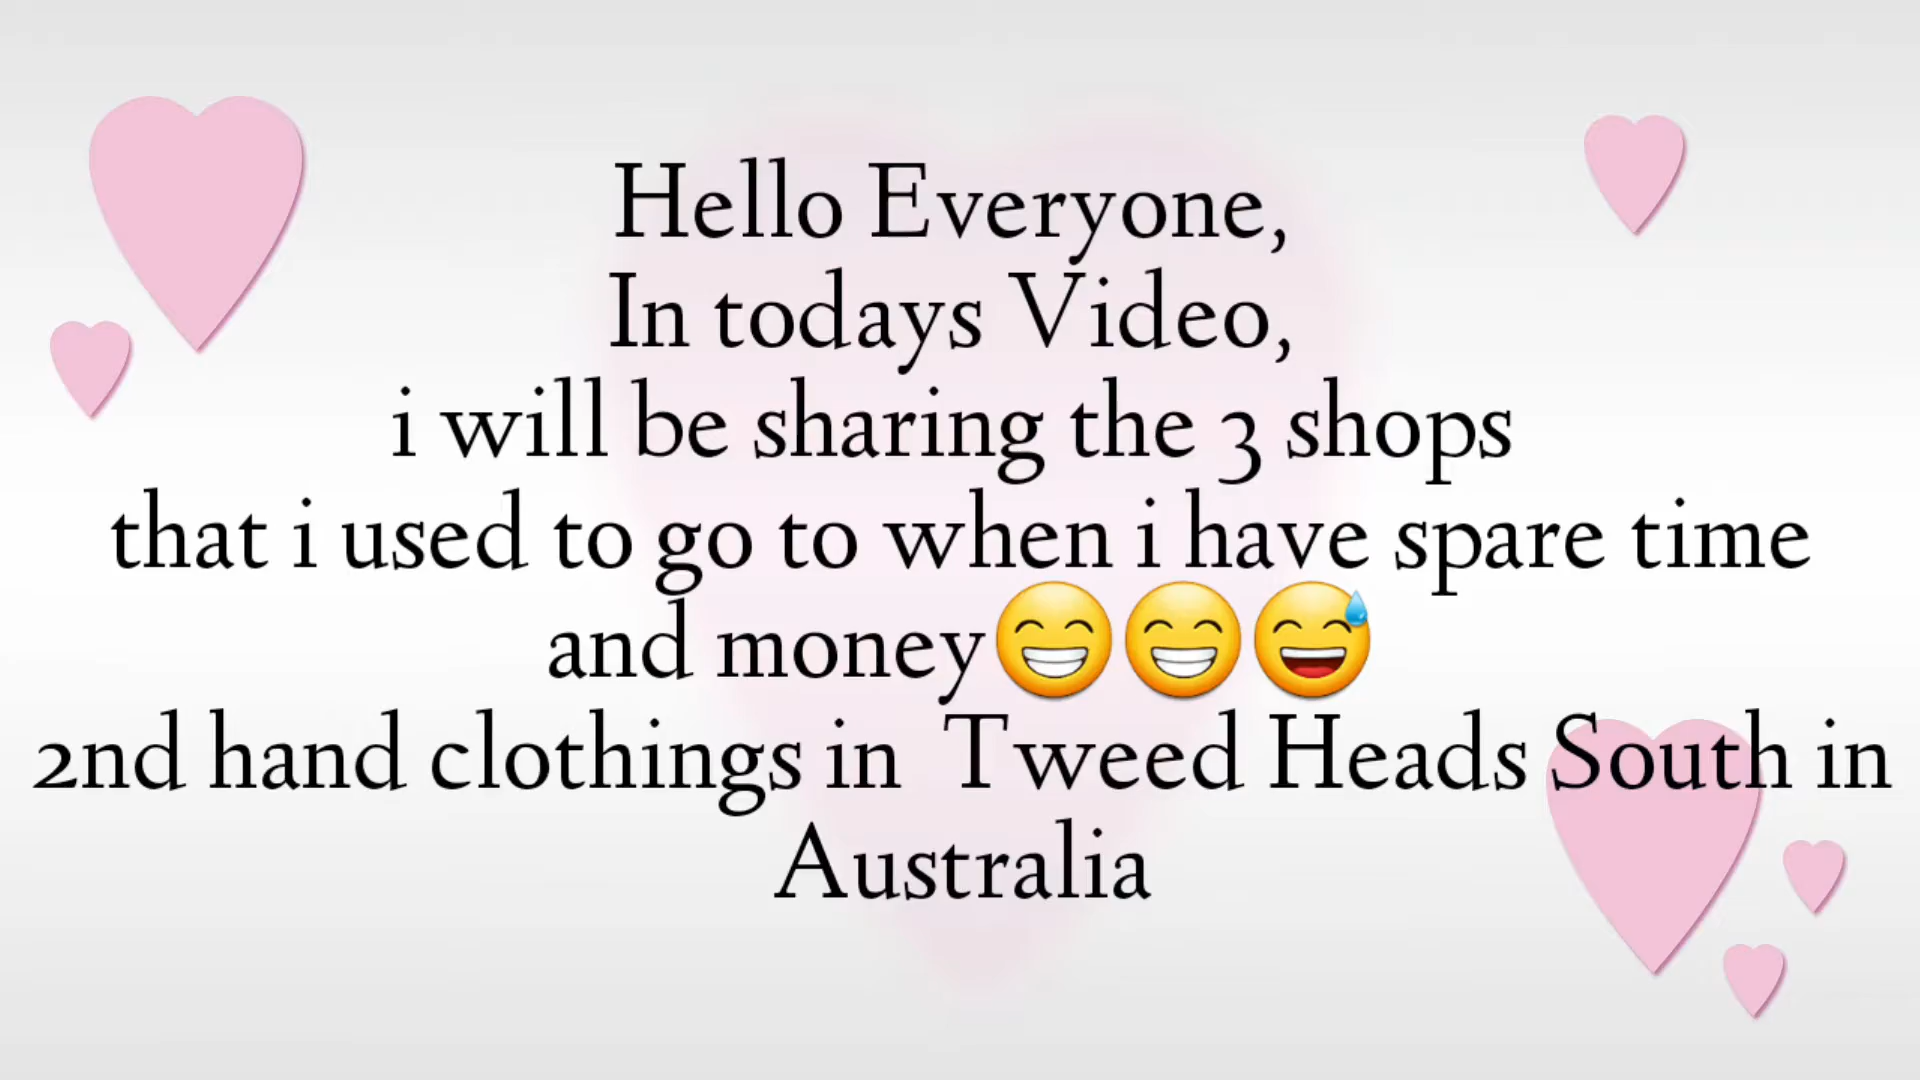 Hello Everyone,
In todays Video,
i will be sharing the 3 shops
that i used to go to when i have spare time
and money😁😁😅
2nd hand clothings in  Tweed Heads South in
Australia